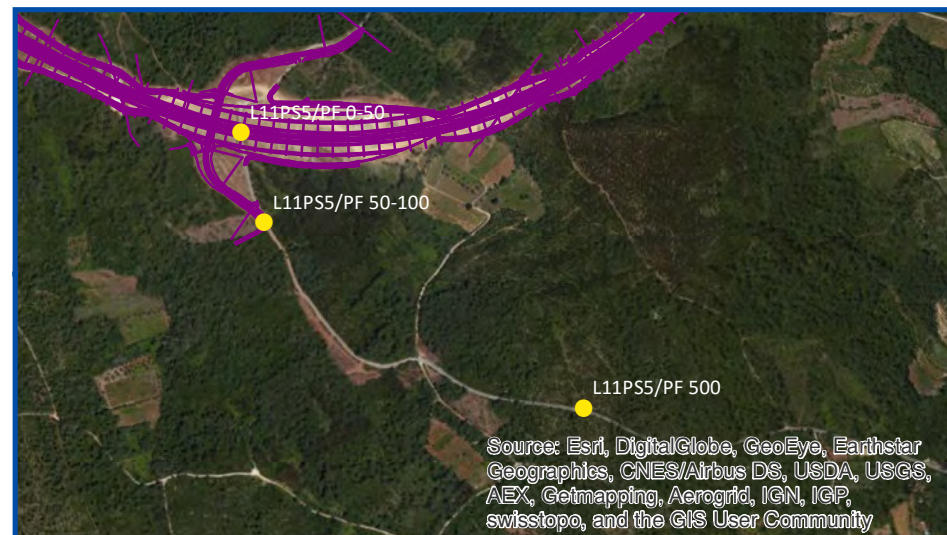 L11PS5/PF 0-50
L11PS5/PF 50-100
L11PS5/PF 500
Source: Esri, DigitalGlobe, GeoEye, Earthstar
Geographics, CNES/Airbus DS, USDA, USGS,
AEX, Getmapping, Aerogrid, IGN, IGP,
swisstopo, and the GIS User Community